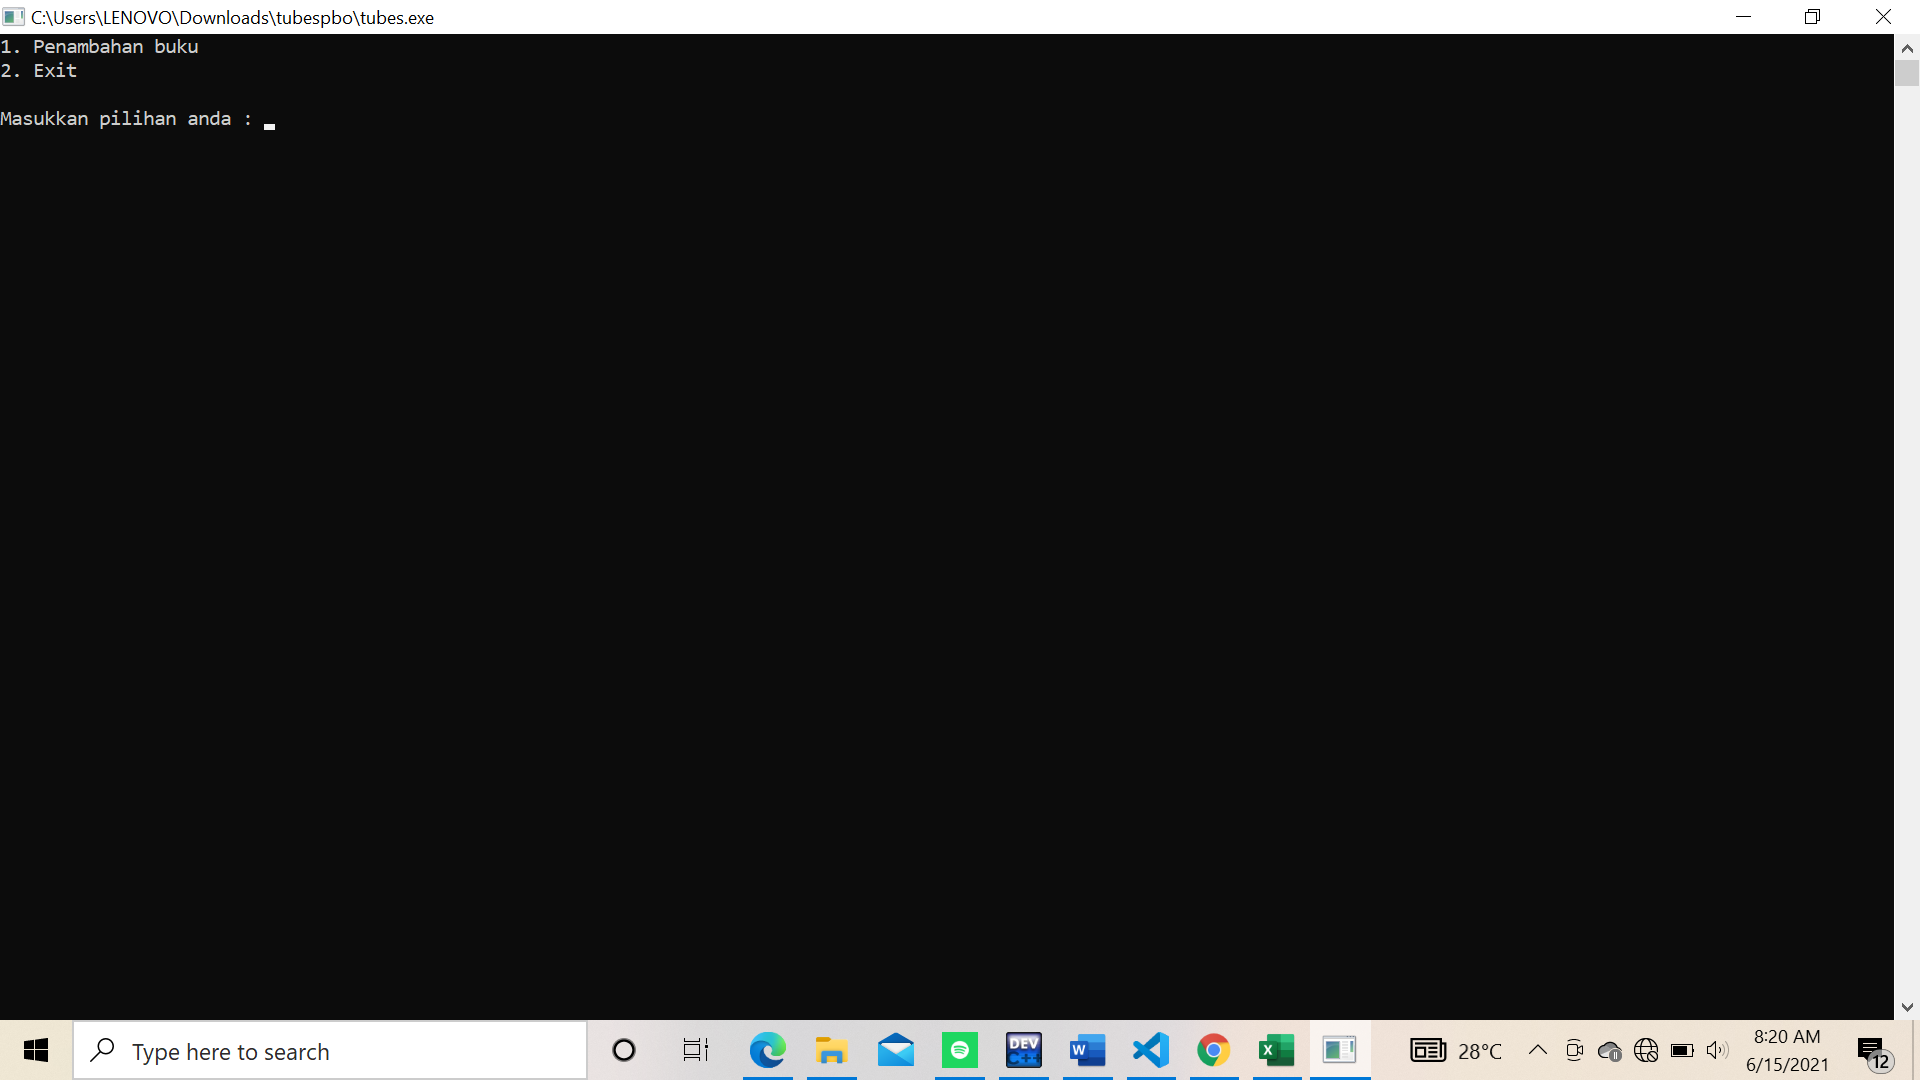 C:\Users\LENOVO\Downloads\tubespbo\tubes.exe
1. Penambahan buku
2. Exit
Masukkan pilihan anda :
Type here to search
DEV
C++
W
X
28°C
8:20 AM
6/15/2021
12